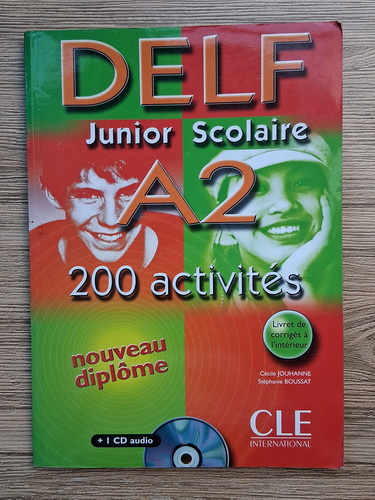 DELF
Junior Scolaire
A2
200 activités
Livret de
corrigés à
l'intérieur
nouveau
diplôme
Cécile JOUHANNE
Stéphanie BOUSSAT
CLE
INTERNATIONAL
+ 1 CD audio